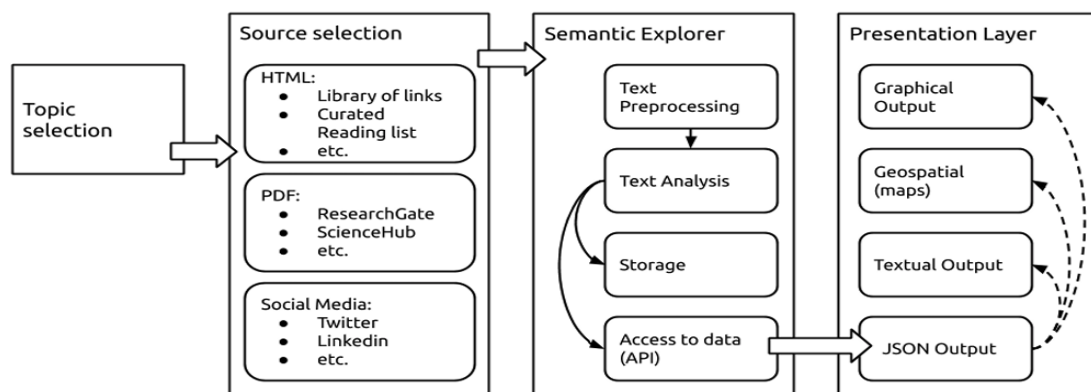 Topic
selection
Source selection
HTML:
● Library of links
● Curated
Reading list
● etc.
PDF:
● ResearchGate
● ScienceHub
● etc.
Social Media:
● Twitter
● Linkedin
● etc.
Semantic Explorer
Text
Preprocessing
Text Analysis
Storage
Access to data
(API)
Presentation Layer
Graphical
Output
Geospatial
(maps)
Textual Output
JSON Output